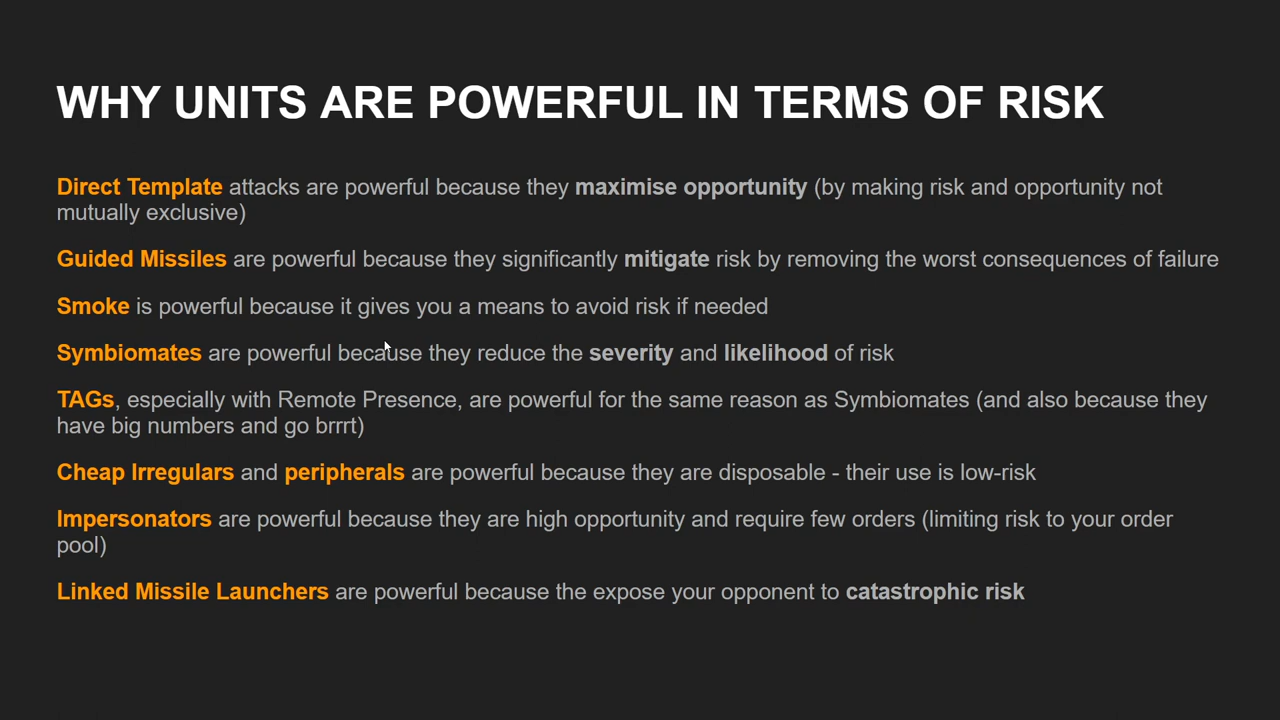 WHY UNITS ARE POWERFUL IN TERMS OF RISK
Direct Template attacks are powerful because they maximise opportunity (by making risk and opportunity not
mutually exclusive)
Guided Missiles are powerful because they significantly mitigate risk by removing the worst consequences of failure
Smoke is powerful because it gives you a means to avoid risk if needed
Symbiomates are powerful because they reduce the severity and likelihood of risk
TAGs, especially with Remote Presence, are powerful for the same reason as Symbiomates (and also because they
have big numbers and go brrrt)
Cheap Irregulars and peripherals are powerful because they are disposable - their use is low-risk
Impersonators are powerful because they are high opportunity and require few orders (limiting risk to your order
pool)
Linked Missile Launchers are powerful because the expose your opponent to catastrophic risk